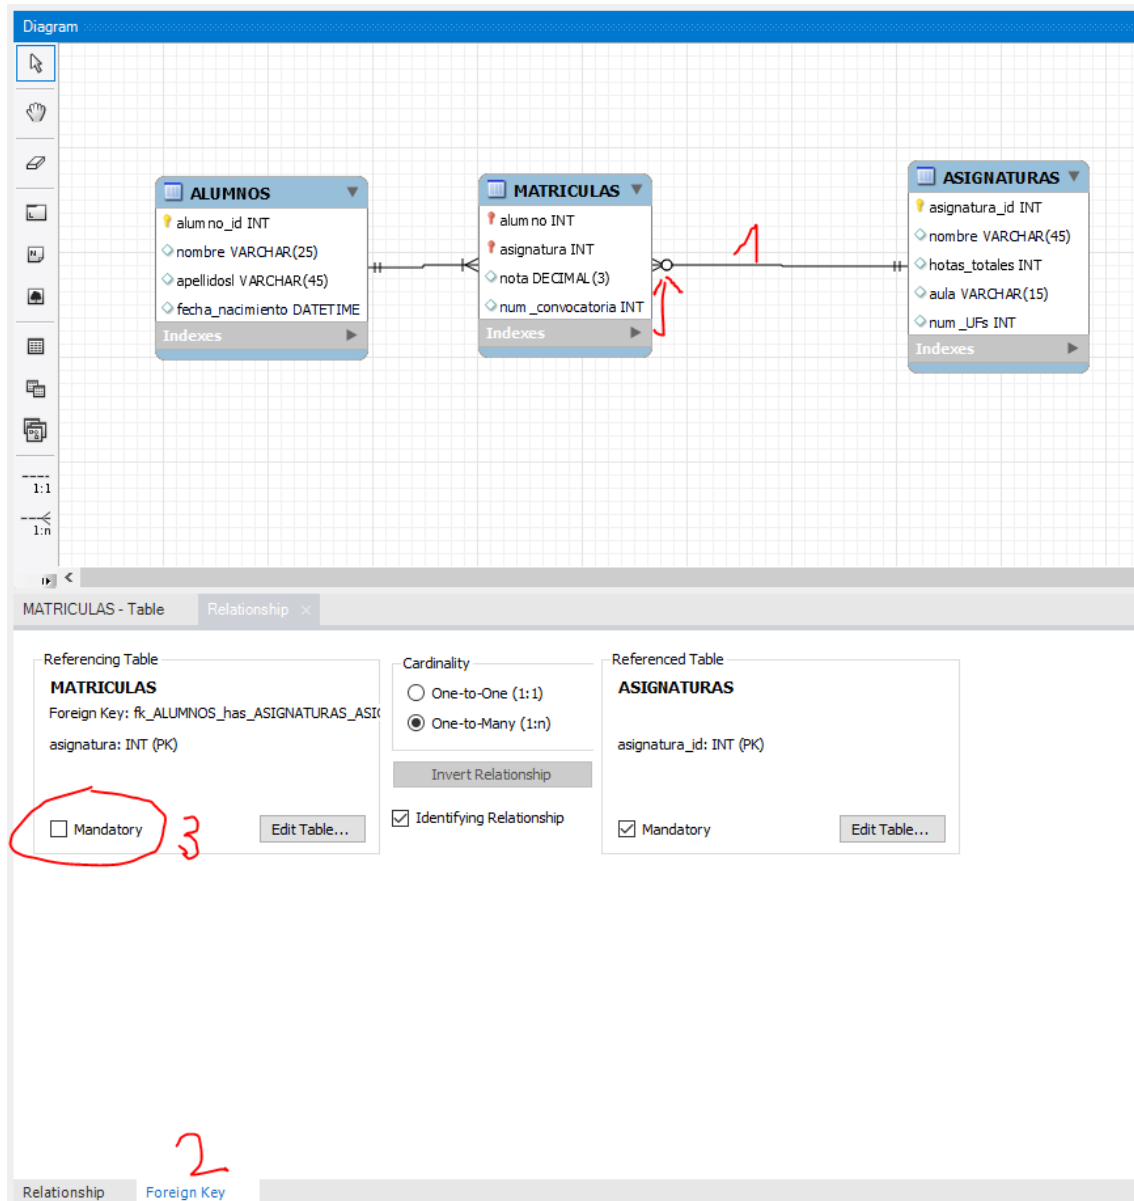 Diagram
ALUMNOS
alumno_id INT
nombre VARCHAR(25)
apellidosl VARCHAR(45)
fecha_nacimiento DATETIME
Indexes
MATRICULAS
alumno INT
asignatura INT
nota DECIMAL(3)
num_convocatoria INT
Indexes
1
ASIGNATURAS
asignatura_id INT
nombre VARCHAR(45)
hotas_totales INT
aula VARCHAR(15)
num_UFs INT
Indexes
1:1
1:n
MATRICULAS - Table
Relationship
Referencing Table
MATRICULAS
Foreign Key: fk_ALUMNOS_has_ASIGNATURAS_ASI
asignatura: INT (PK)
Mandatory
3
Edit Table...
Cardinality
One-to-One (1:1)
One-to-Many (1:n)
Invert Relationship
Identifying Relationship
Referenced Table
ASIGNATURAS
asignatura_id: INT (PK)
Mandatory
Edit Table...
2
Relationship
Foreign Key